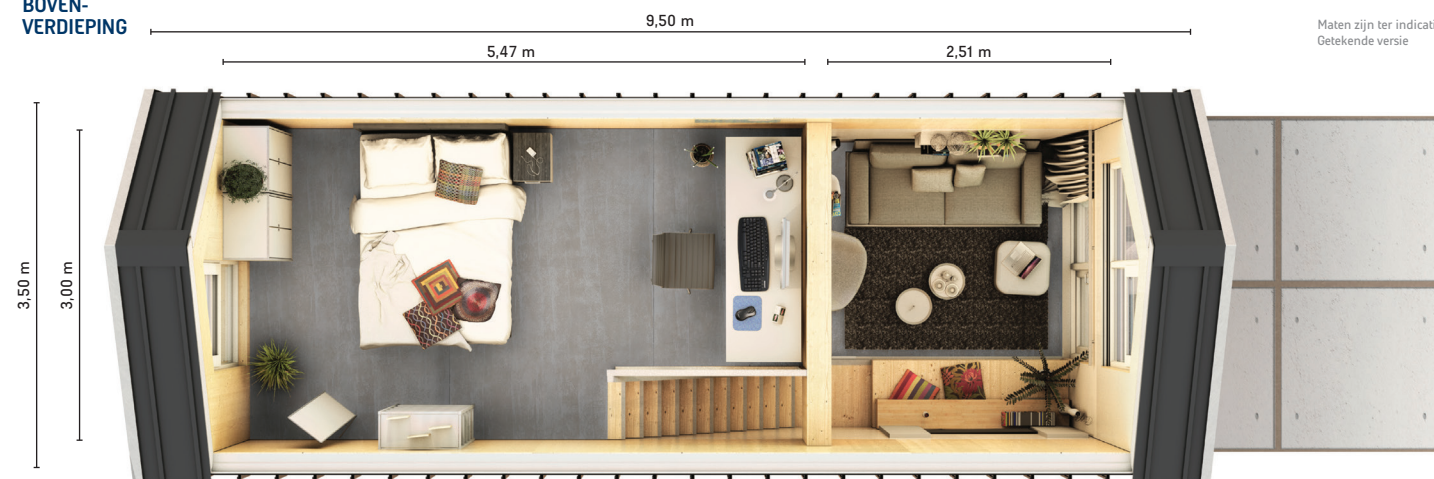 BOVEN-
VERDIEPING
9,50 m
5,47 m
2,51 m
Maten zijn ter indicati
Getekende versie
3,50 m
3,00 m